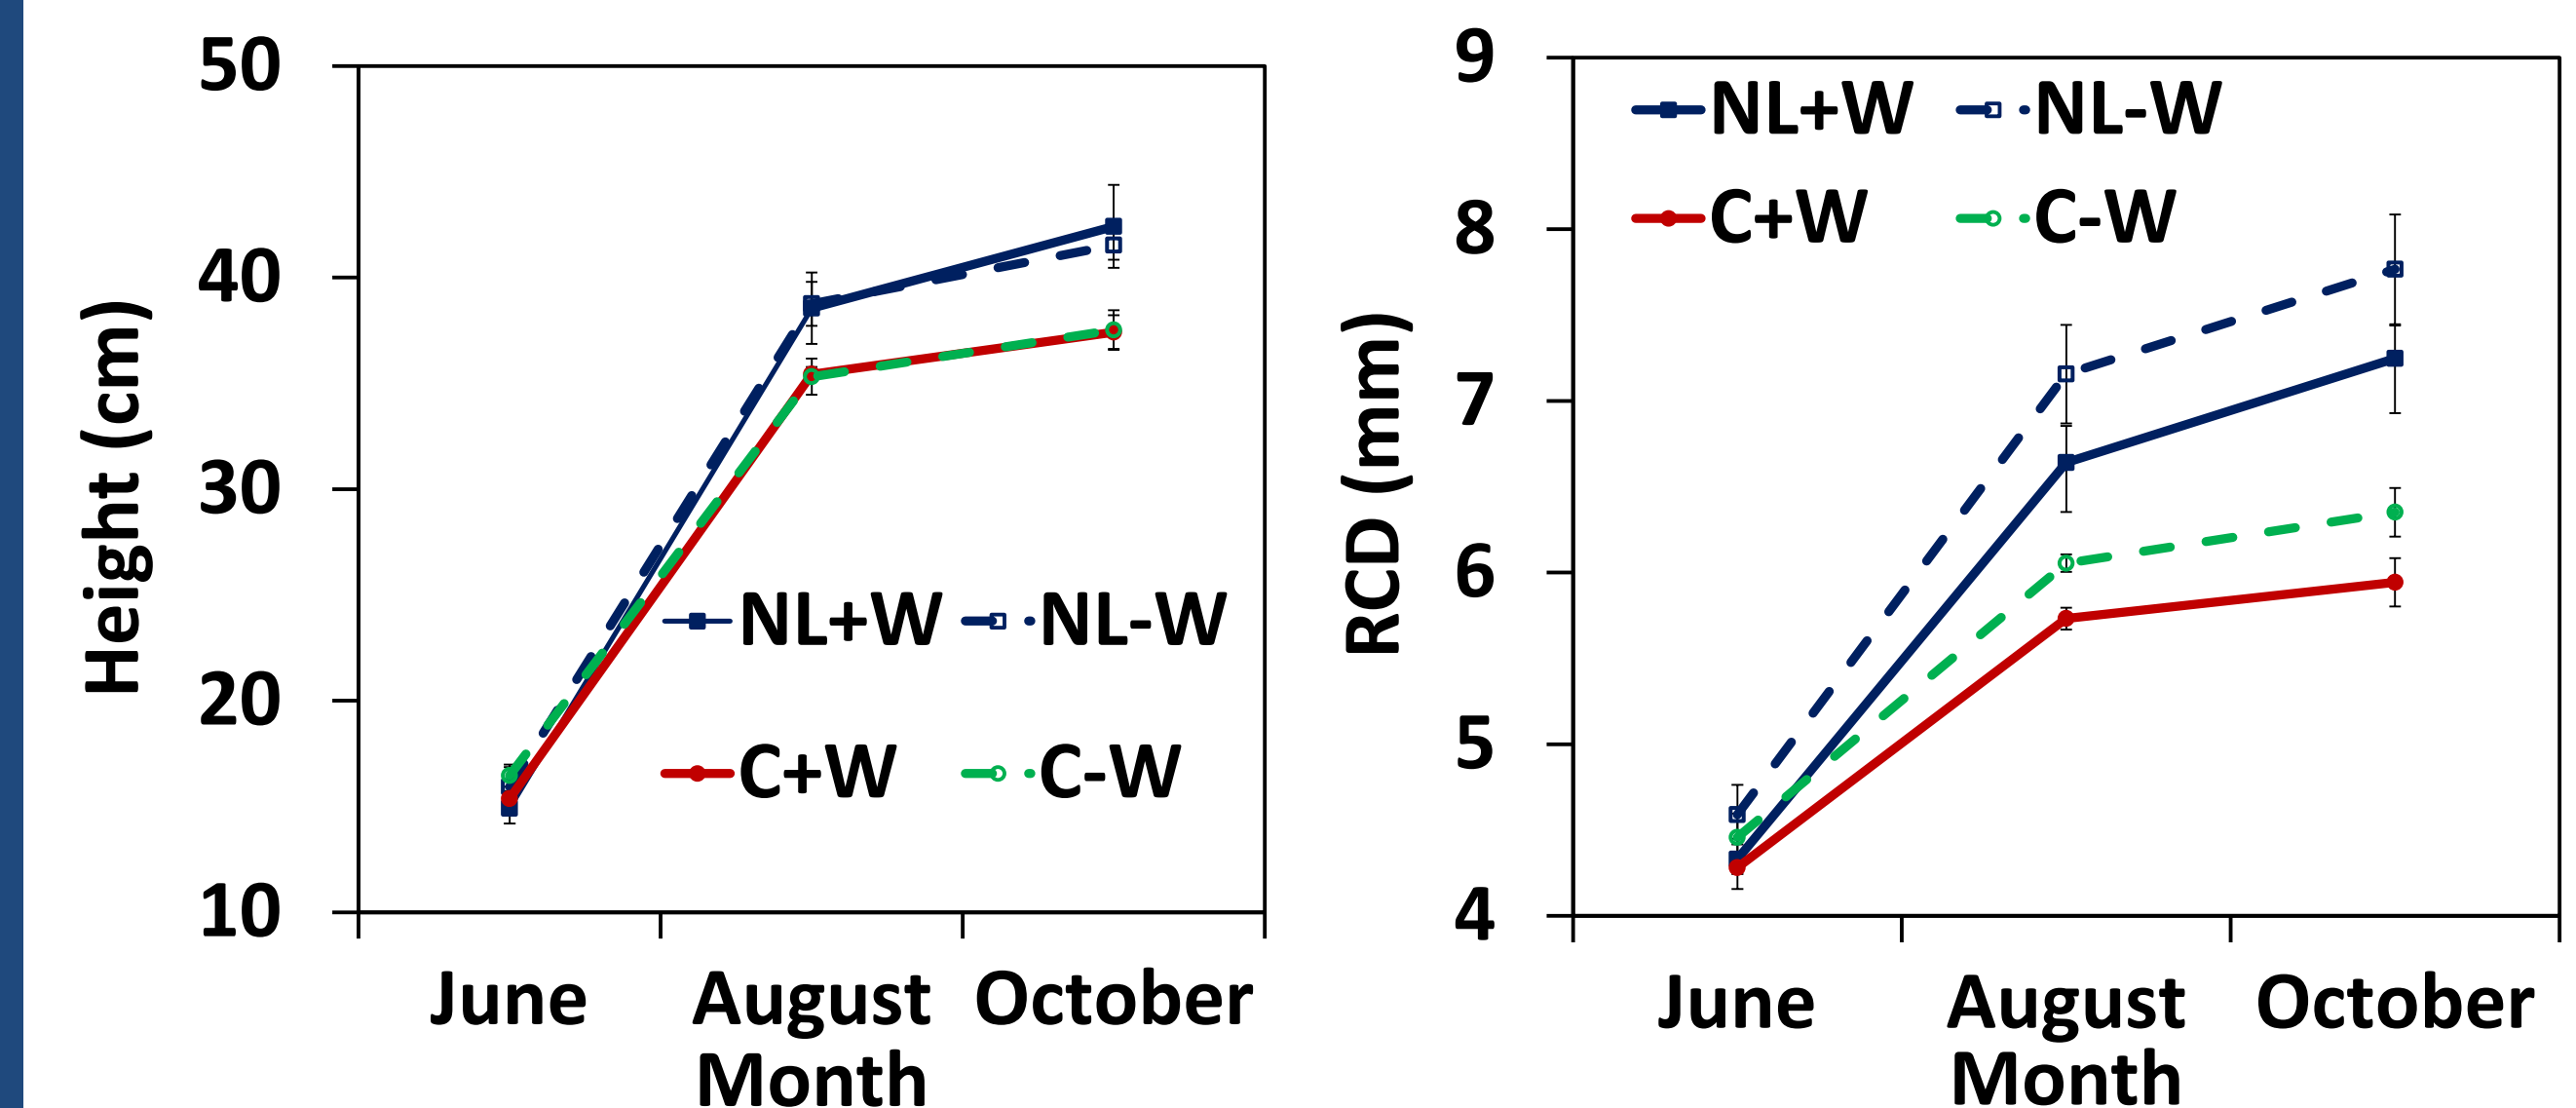 Height (cm)
50
40
30
20
10
NL+W NL-W
C+W C-W
June August October
Month
RCD (mm)
9
8
7
6
5
4
NL+W NL-W
C+W C-W
June August October
Month